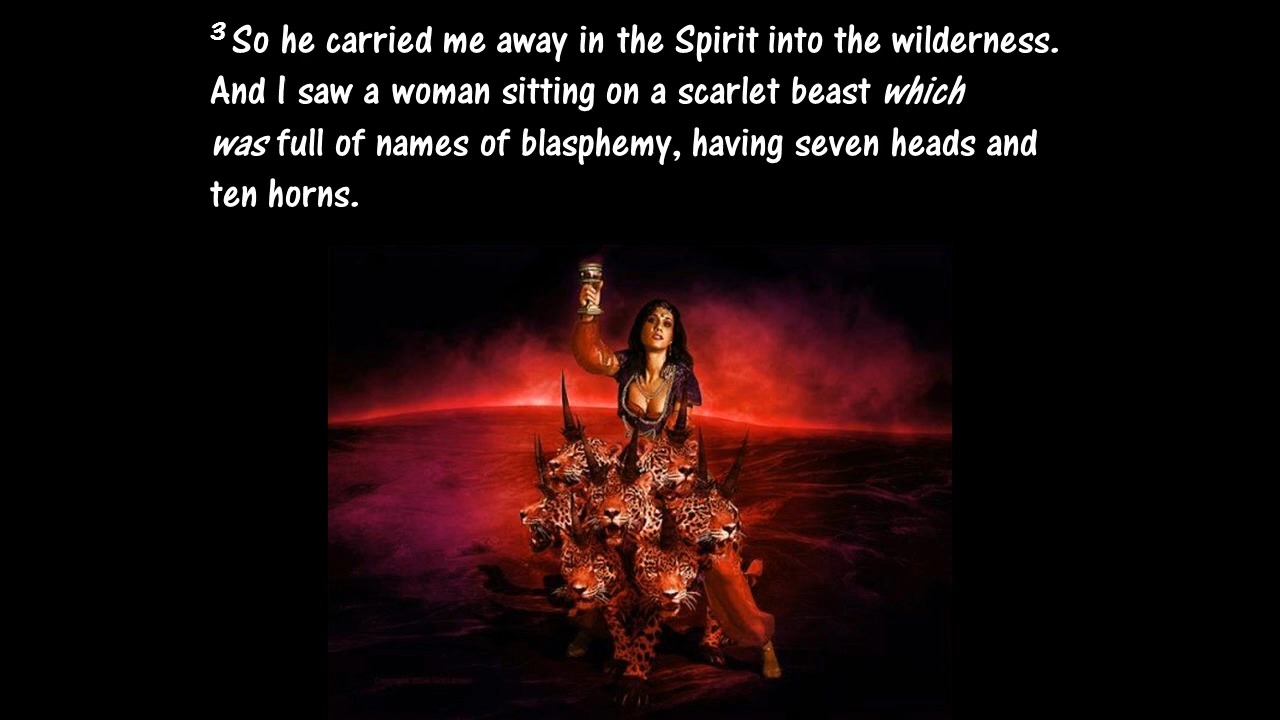 ³ So he carried me away in the Spirit into the wilderness.
And I saw a woman sitting on a scarlet beast which
was full of names of blasphemy, having seven heads and
ten horns.